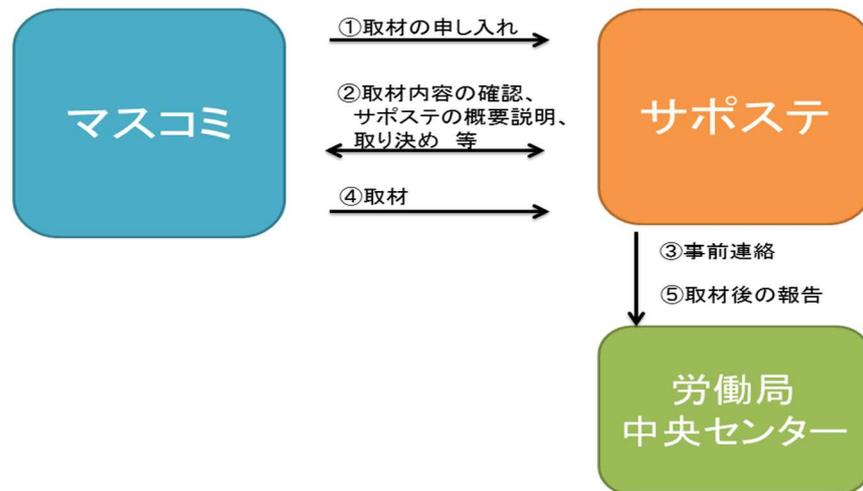 マスコミ
①取材の申し入れ
②取材内容の確認、
サポステの概要説明、
取り決め 等
④取材
サポステ
③事前連絡
⑤取材後の報告
労働局
中央センター